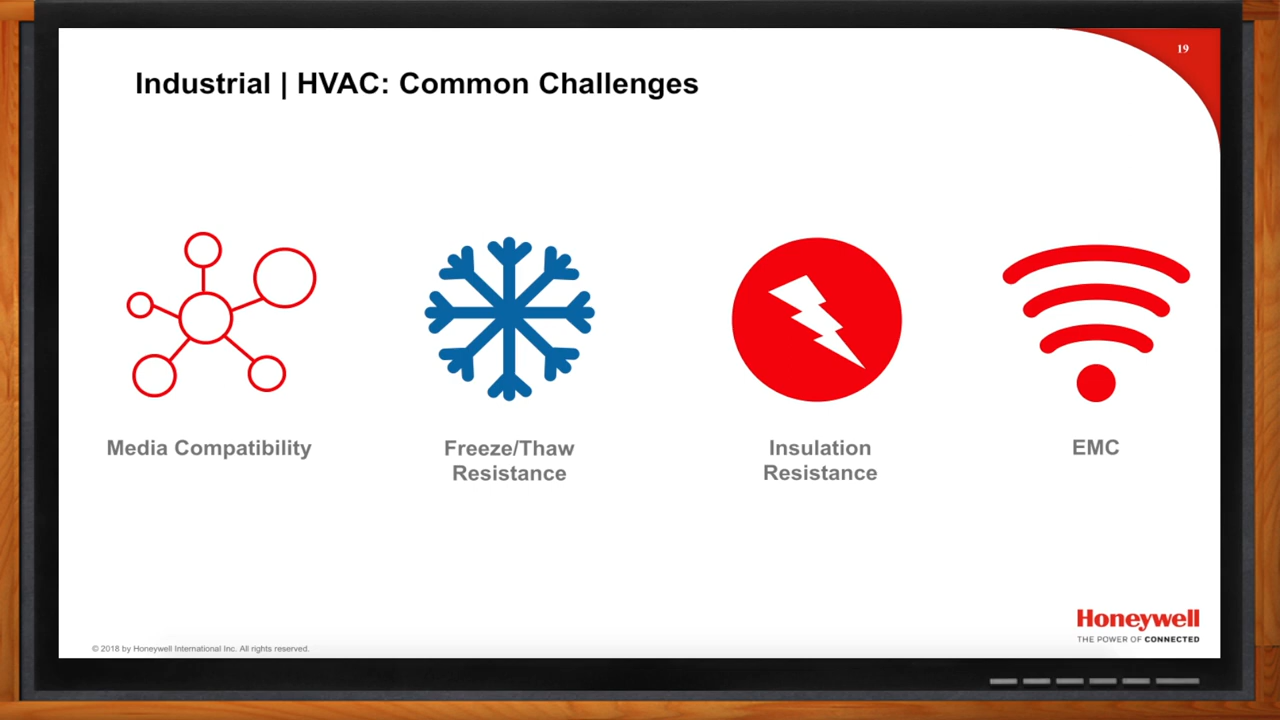 19
Industrial | HVAC: Common Challenges
Media Compatibility
Freeze/Thaw
Resistance
Insulation
Resistance
EMC
Honeywell
THE POWER OF CONNECTED
© 2018 by Honeywell International Inc. All rights reserved.